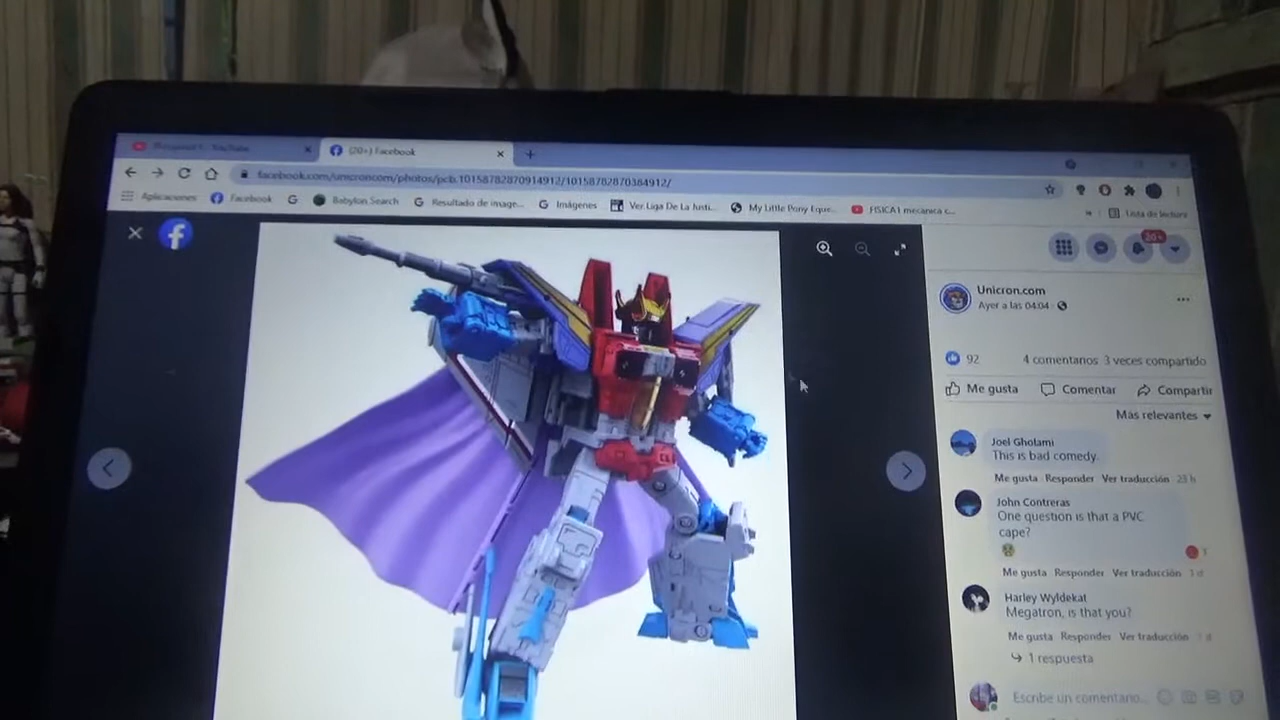 YouTube
(20+) Facebook
facebook.com/unicroncom/photos/pcb.10158782870914912/10158782870384912/
Aplicaciones
Facebook
Babylon Search
Resultado de image...
Imágenes
Ver Liga De La Justi...
My Little Pony Eque...
FISICA1 mecanica c...
»
Lista de lectura
20+
Unicron.com
Ayer a las 04:04 ·
92
4 comentarios 3 veces compartido
Me gusta
Comentar
Compartir
Más relevantes
Joel Gholami
This is bad comedy.
Me gusta Responder Ver traducción 23 h
John Contreras
One question is that a PVC
cape?
Me gusta Responder Ver traducción
Harley Wyldekat
Megatron, is that you?
Me gusta Responder Ver traducción
1 respuesta
Escribe un comentario...